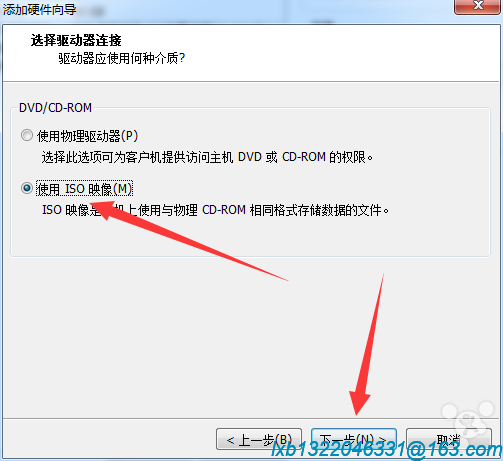 添加硬件向导
选择驱动器连接
驱动器应使用何种介质?
DVD/CD-ROM
使用物理驱动器(P)
选择此选项可为客户机提供访问主机 DVD 或 CD-ROM 的权限。
使用 ISO 映像(M)
ISO 映像是 机上使用与物理 CD-ROM 相同格式存储数据的文件。
< 上一步(B) 下一步(N) > 取消
lxb1322046331@163.com